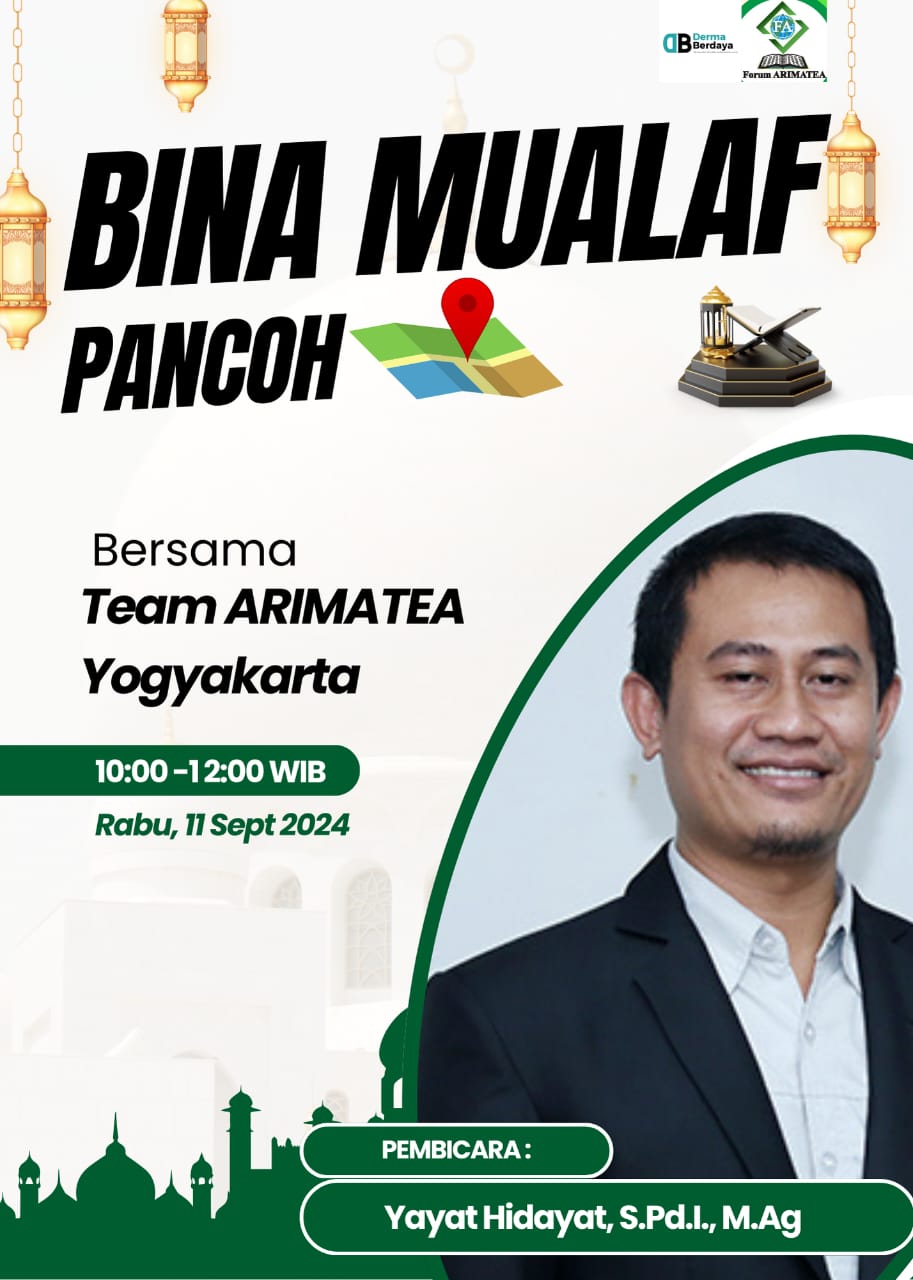 Derma
Berdaya
FA
Forum ARIMATEA
BINA MUALAF
PANCOH
Bersama
Team ARIMATEA
Yogyakarta
10:00 -12:00 WIB
Rabu, 11 Sept 2024
PEMBICARA :
Yayat Hidayat, S.Pd.I., M.Ag